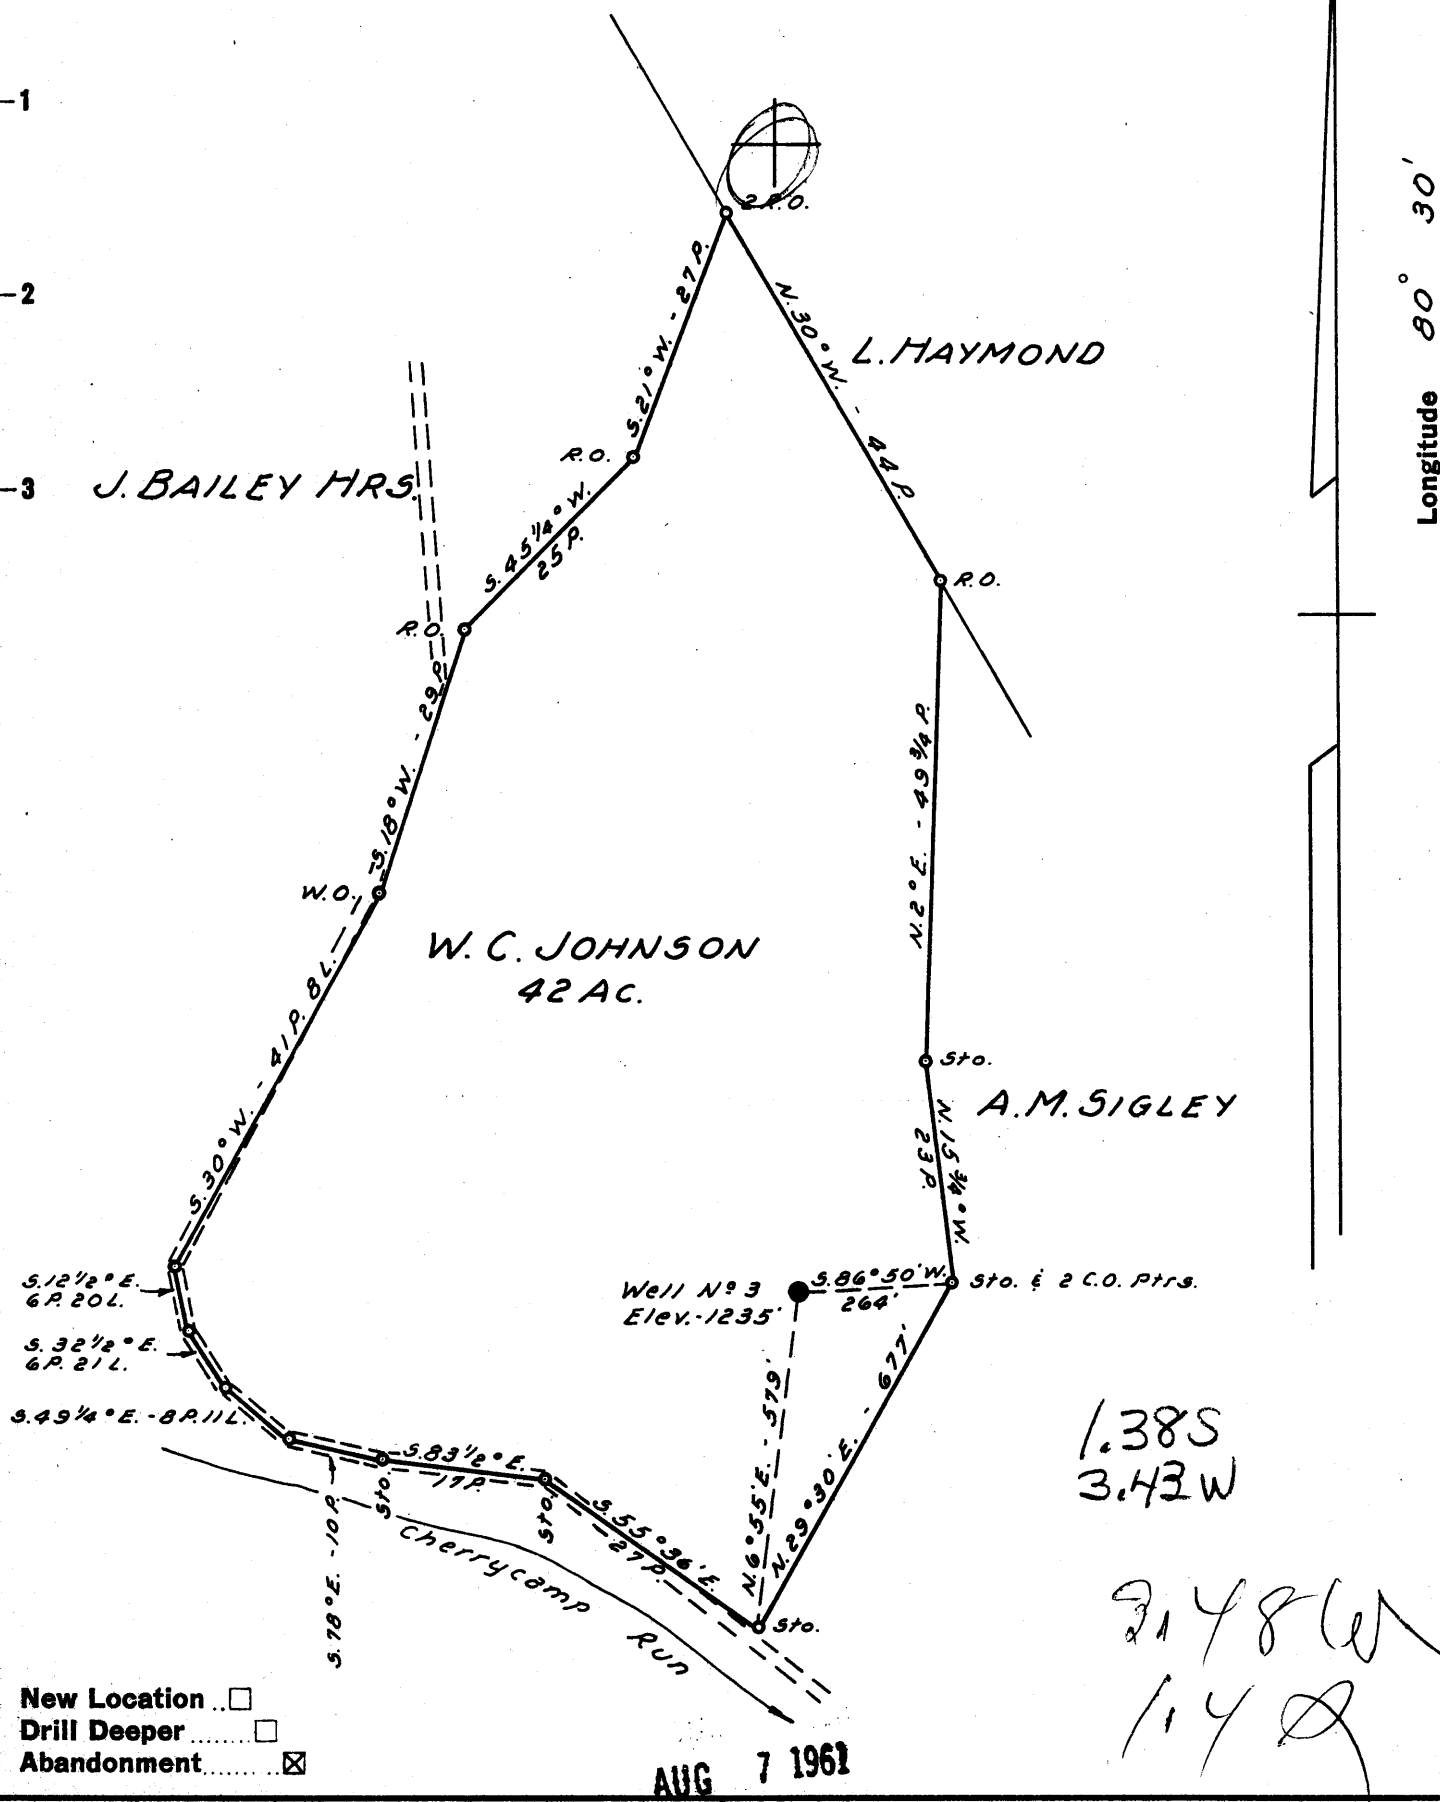 -1
2 R.O.
80° 30'
Longitude
-2
S. 21° W. - 27 P.
N. 30° W. - 44 P.
L. HAYMOND
R.O.
-3
J. BAILEY HRS.
S. 45 1/4° W.
25 P.
R.O.
R.O.
S. 18° W. - 29 P.
N. 2° E. - 49 3/4 P.
W.O.
W. C. JOHNSON
42 AC.
S. 30° W. - 41 P. 8 L.
Sto.
A. M. SIGLEY
N. 15 3/4° W.
23 P.
S. 12 1/2° E.
6 P. 20 L.
Well Nº 3
Elev. - 1235'
S. 86° 50' W.
264'
Sto. & 2 C.O. Ptrs.
S. 32 1/2° E.
6 P. 21 L.
S. 49 1/4° E. - 8 P. 11 L.
N. 6° 55' E. - 579'
N. 29° 30' E. - 677'
1.38S
3.43W
S. 78° E. - 10 P.
Sto.
S. 83 1/2° E.
17 P.
Sto.
S. 55° 36' E.
27 P.
Sto.
Cherrycamp Run
New Location .. ☐
Drill Deeper ........ ☐
Abandonment ....... .. ☒
AUG 7 1961